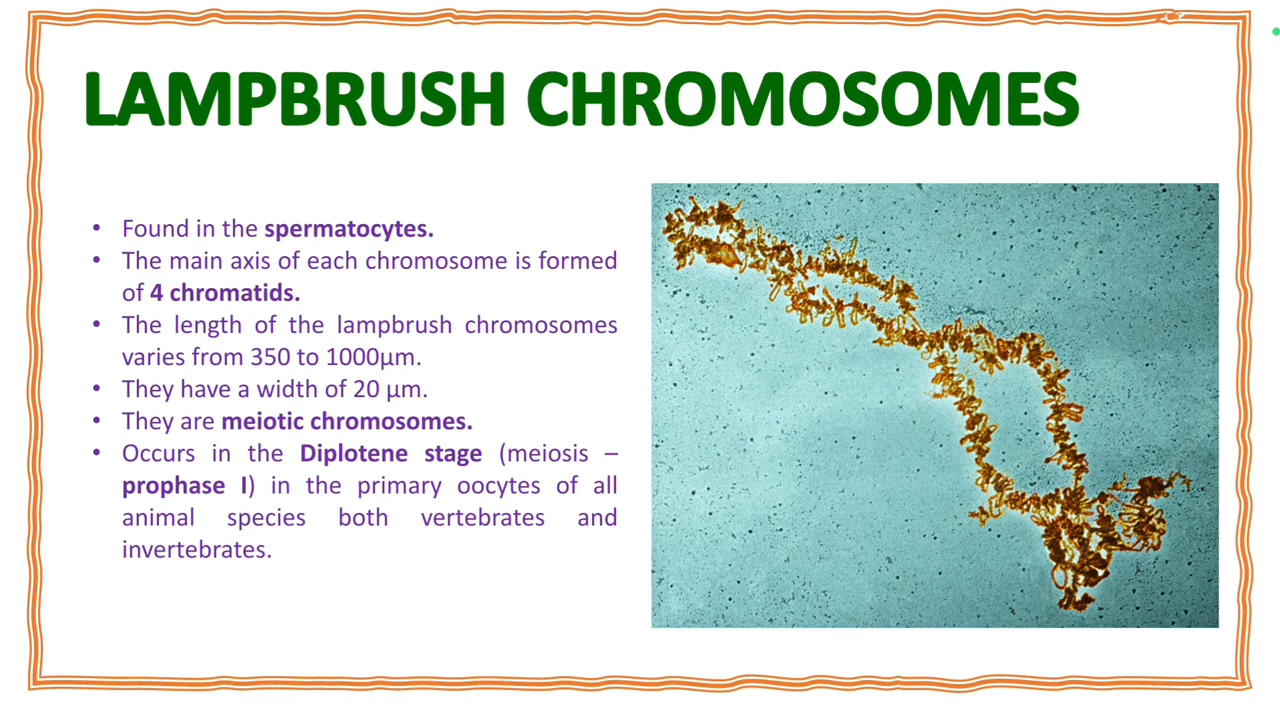 LAMPBRUSH CHROMOSOMES
• Found in the spermatocytes.
• The main axis of each chromosome is formed
of 4 chromatids.
• The length of the lampbrush chromosomes
varies from 350 to 1000μm.
• They have a width of 20 μm.
• They are meiotic chromosomes.
• Occurs in the Diplotene stage (meiosis –
prophase I) in the primary oocytes of all
animal species both vertebrates and
invertebrates.